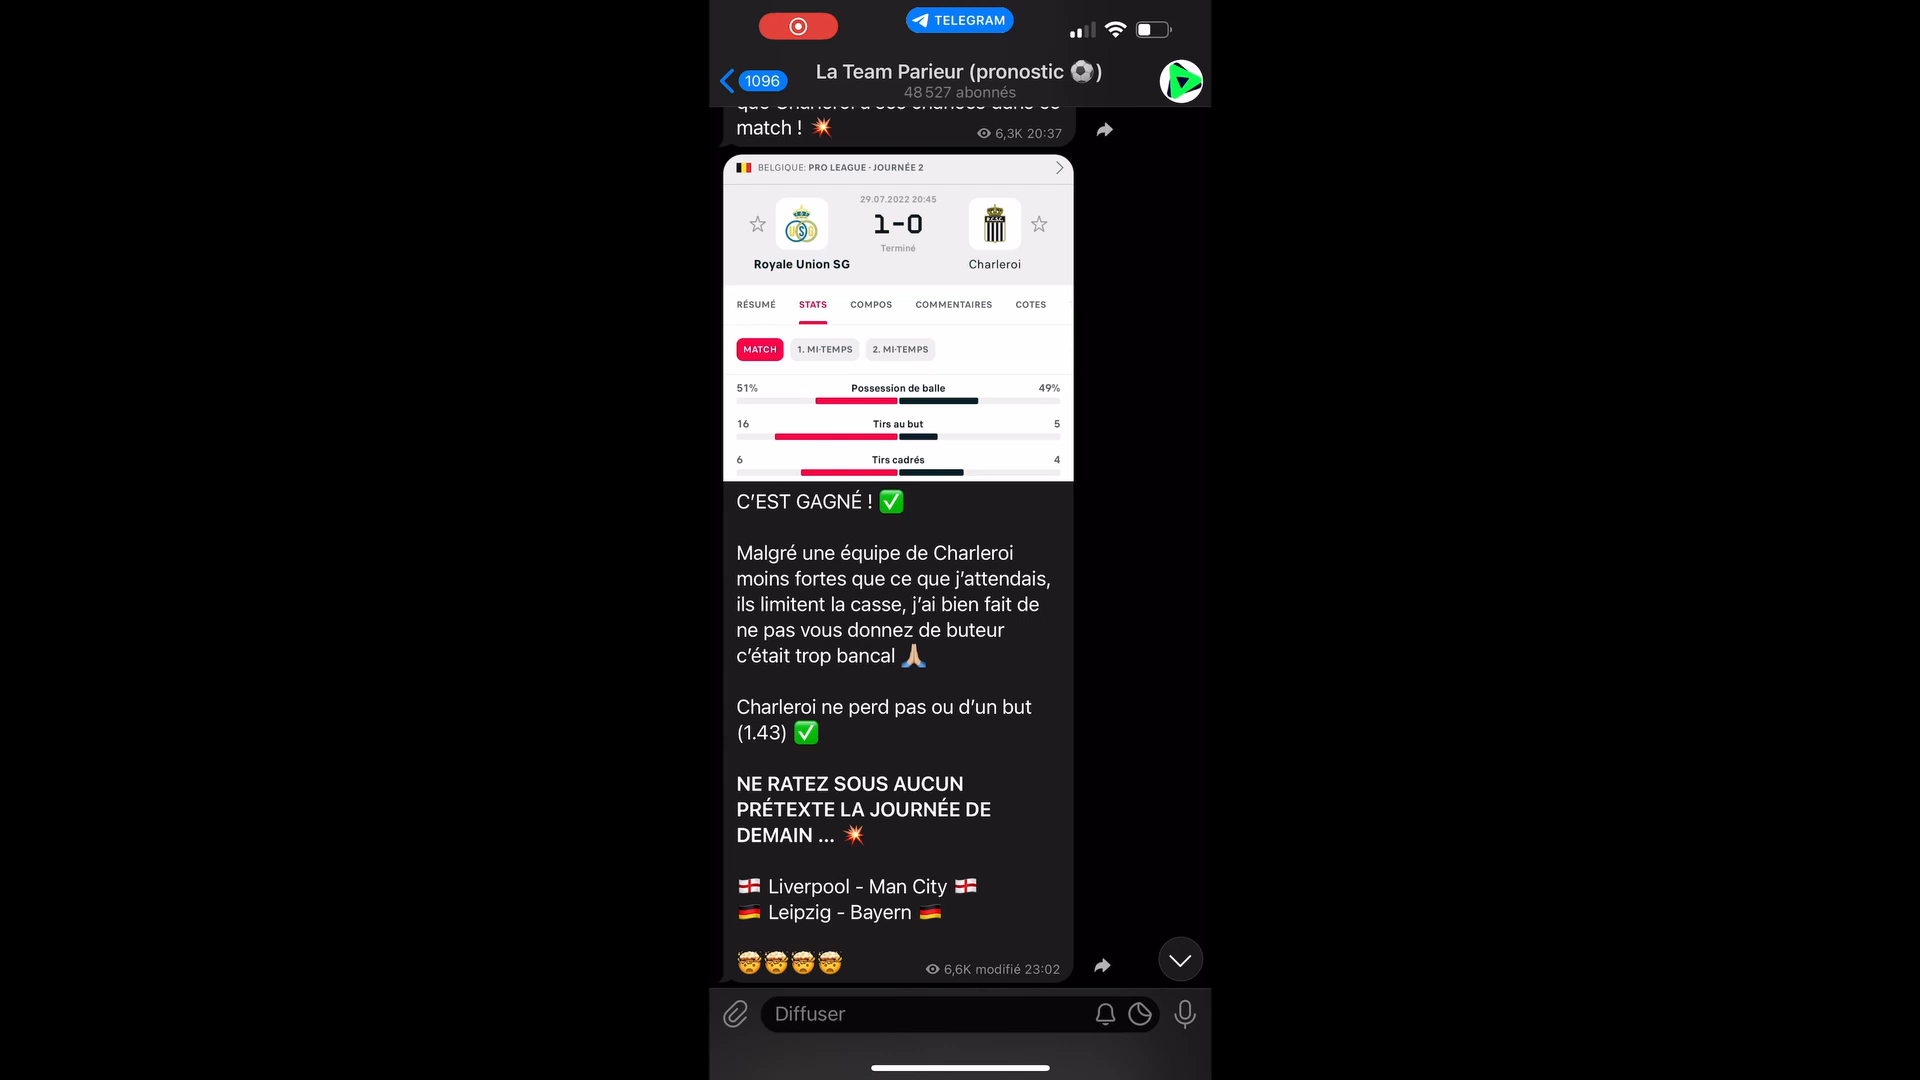 TELEGRAM
1096
La Team Parieur (pronostic ⚽)
48 527 abonnés
que Charleroi a ses chances dans ce
match ! 💥
6,3K 20:37
BELGIQUE: PRO LEAGUE - JOURNÉE 2
29.07.2022 20:45
1-0
Terminé
Royale Union SG
Charleroi
RÉSUMÉ STATS COMPOS COMMENTAIRES COTES
MATCH 1. MI-TEMPS 2. MI-TEMPS
51% Possession de balle 49%
16 Tirs au but 5
6 Tirs cadrés 4
C’EST GAGNÉ ! ✅
Malgré une équipe de Charleroi
moins fortes que ce que j’attendais,
ils limitent la casse, j’ai bien fait de
ne pas vous donnez de buteur
c’était trop bancal 🙏🏼
Charleroi ne perd pas ou d’un but
(1.43) ✅
NE RATEZ SOUS AUCUN
PRÉTEXTE LA JOURNÉE DE
DEMAIN ... 💥
🏴󠁧󠁢󠁥󠁮󠁧󠁿 Liverpool - Man City 🏴󠁧󠁢󠁥󠁮󠁧󠁿
🇩🇪 Leipzig - Bayern 🇩🇪
🤯🤯🤯🤯
6,6K modifié 23:02
Diffuser